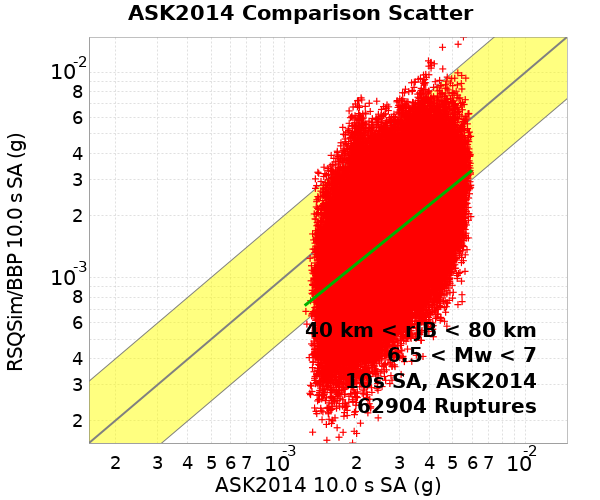 ASK2014 Comparison Scatter
RSQSim/BBP 10.0 s SA (g)
10-2
8
6
4
3
2
10-3
8
6
4
3
2
40 km < rJB < 80 km
6.5 < Mw < 7
10s SA, ASK2014
62904 Ruptures
2 3 4 5 6 7 10-3 2 3 4 5 6 7 10-2
ASK2014 10.0 s SA (g)